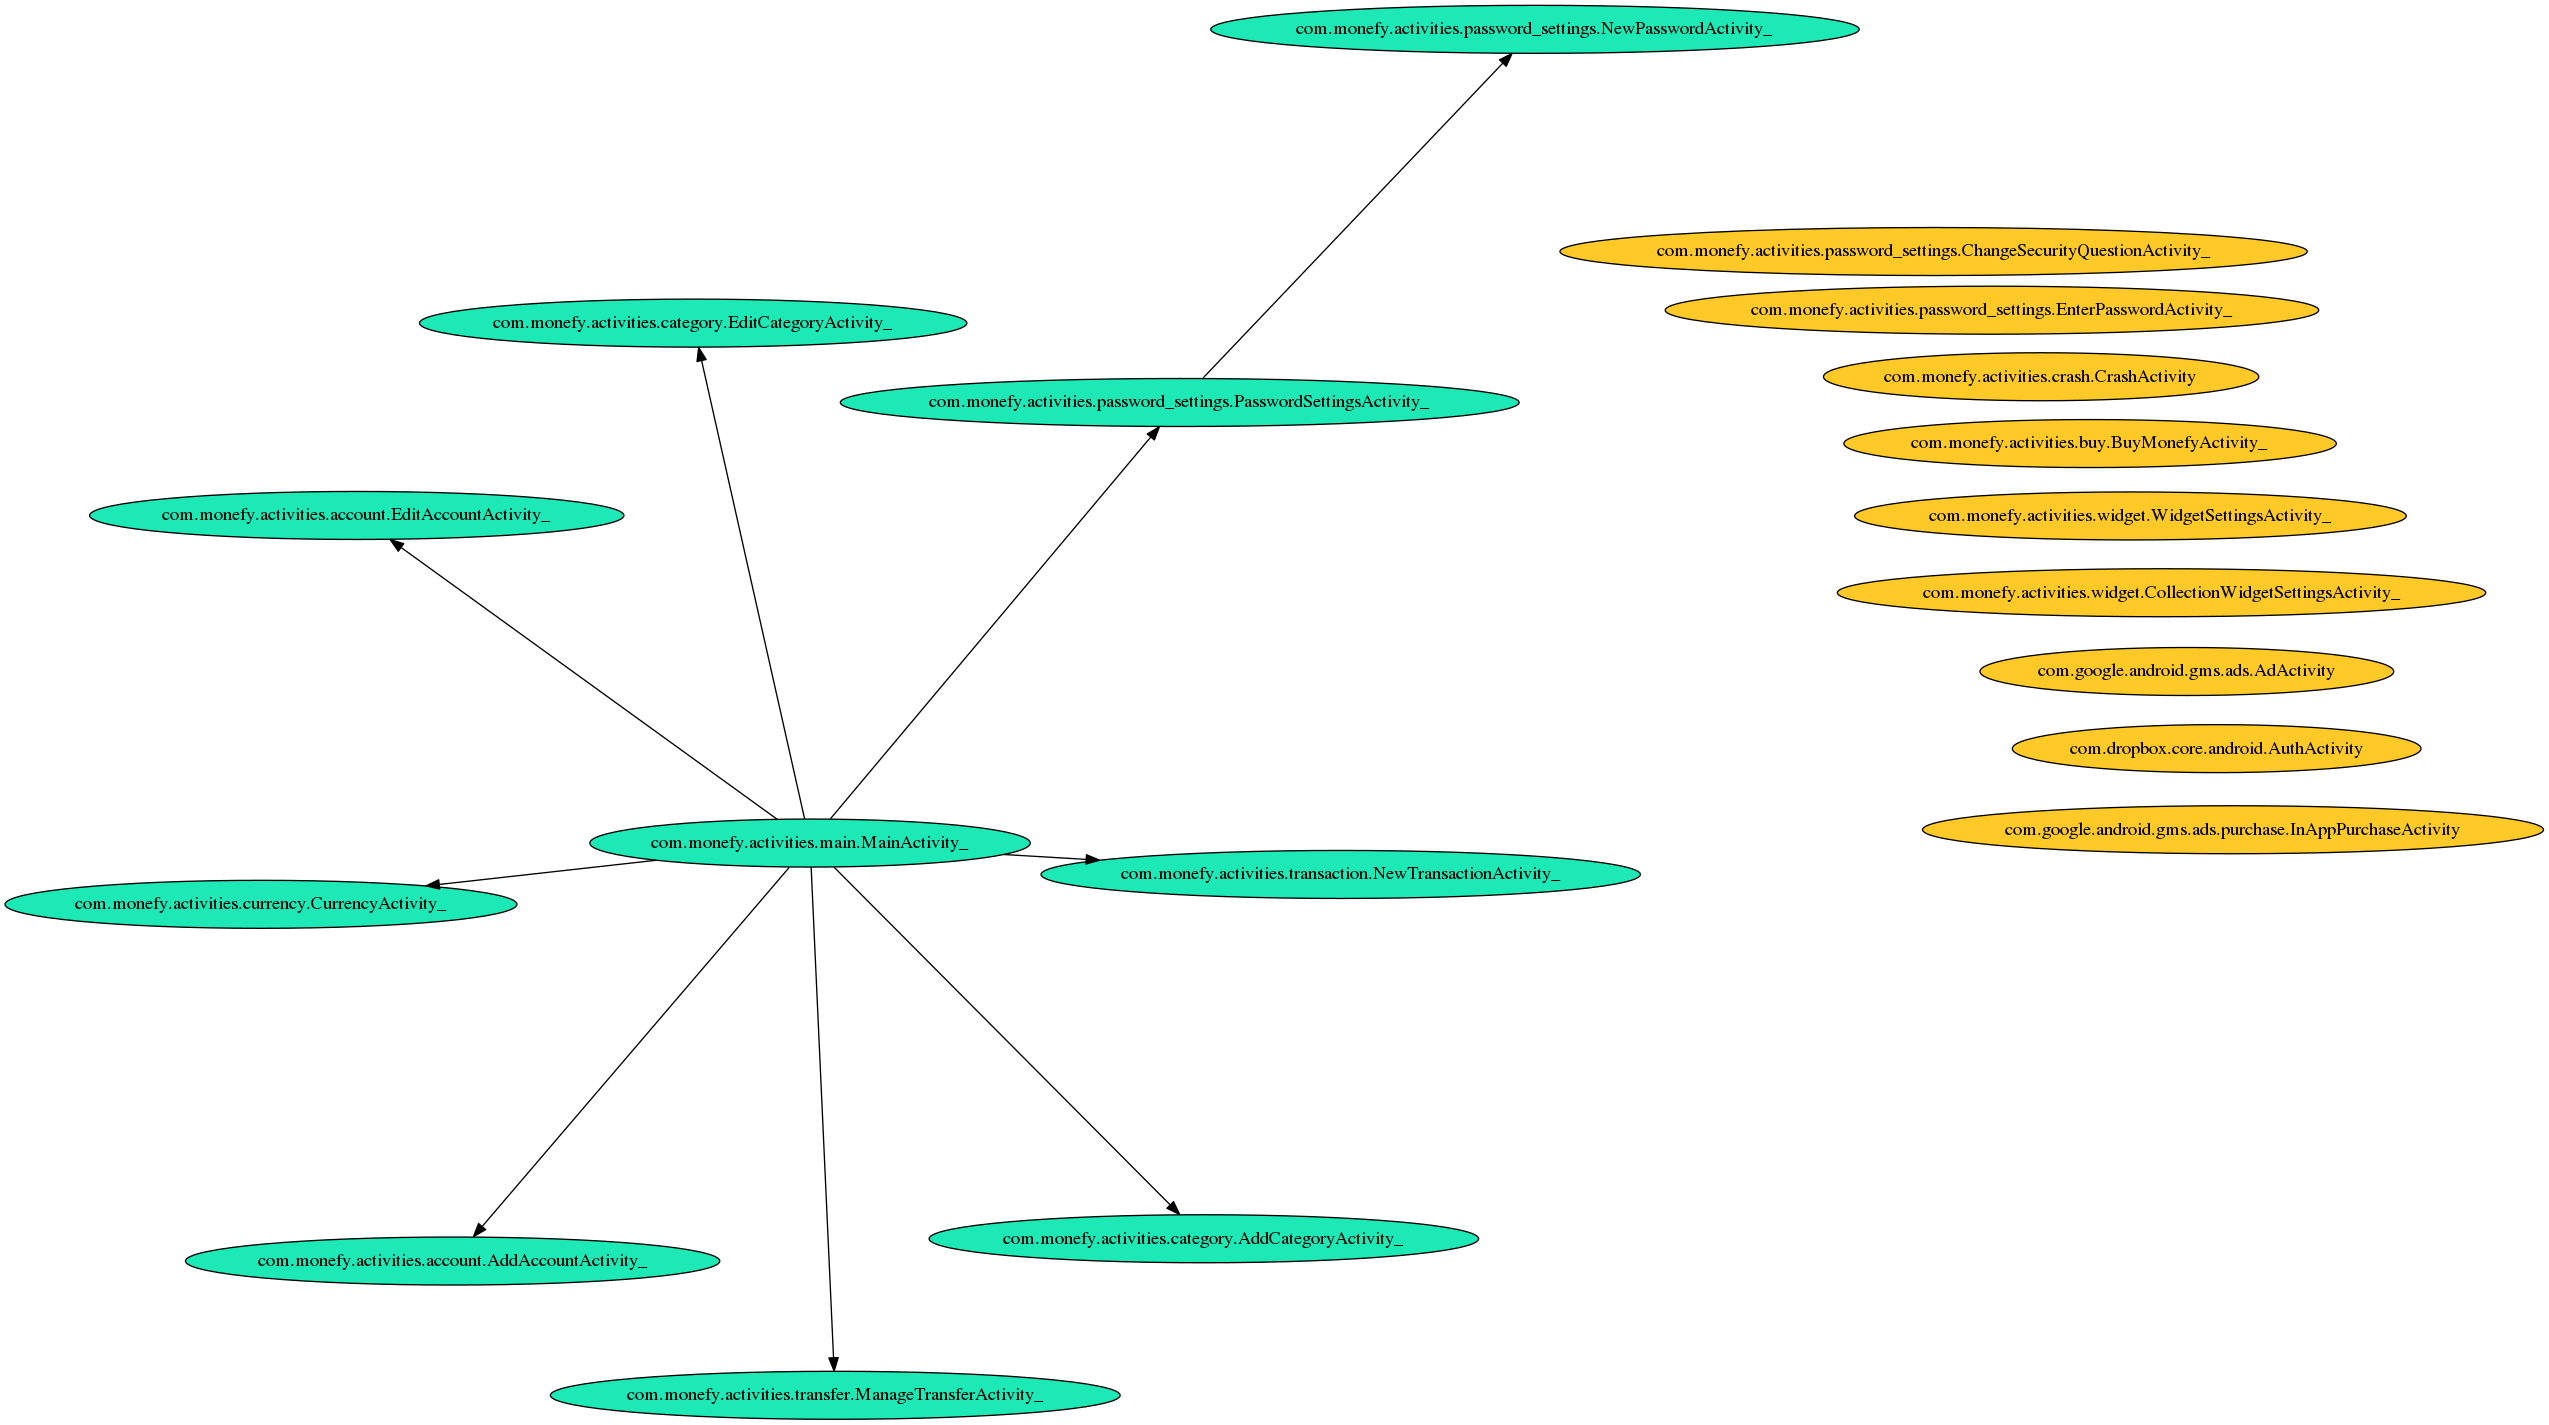 com.monefy.activities.password_settings.NewPasswordActivity_
com.monefy.activities.password_settings.ChangeSecurityQuestionActivity_
com.monefy.activities.password_settings.EnterPasswordActivity_
com.monefy.activities.category.EditCategoryActivity_
com.monefy.activities.crash.CrashActivity
com.monefy.activities.password_settings.PasswordSettingsActivity_
com.monefy.activities.buy.BuyMonefyActivity_
com.monefy.activities.account.EditAccountActivity_
com.monefy.activities.widget.WidgetSettingsActivity_
com.monefy.activities.widget.CollectionWidgetSettingsActivity_
com.google.android.gms.ads.AdActivity
com.dropbox.core.android.AuthActivity
com.google.android.gms.ads.purchase.InAppPurchaseActivity
com.monefy.activities.main.MainActivity_
com.monefy.activities.transaction.NewTransactionActivity_
com.monefy.activities.currency.CurrencyActivity_
com.monefy.activities.category.AddCategoryActivity_
com.monefy.activities.account.AddAccountActivity_
com.monefy.activities.transfer.ManageTransferActivity_